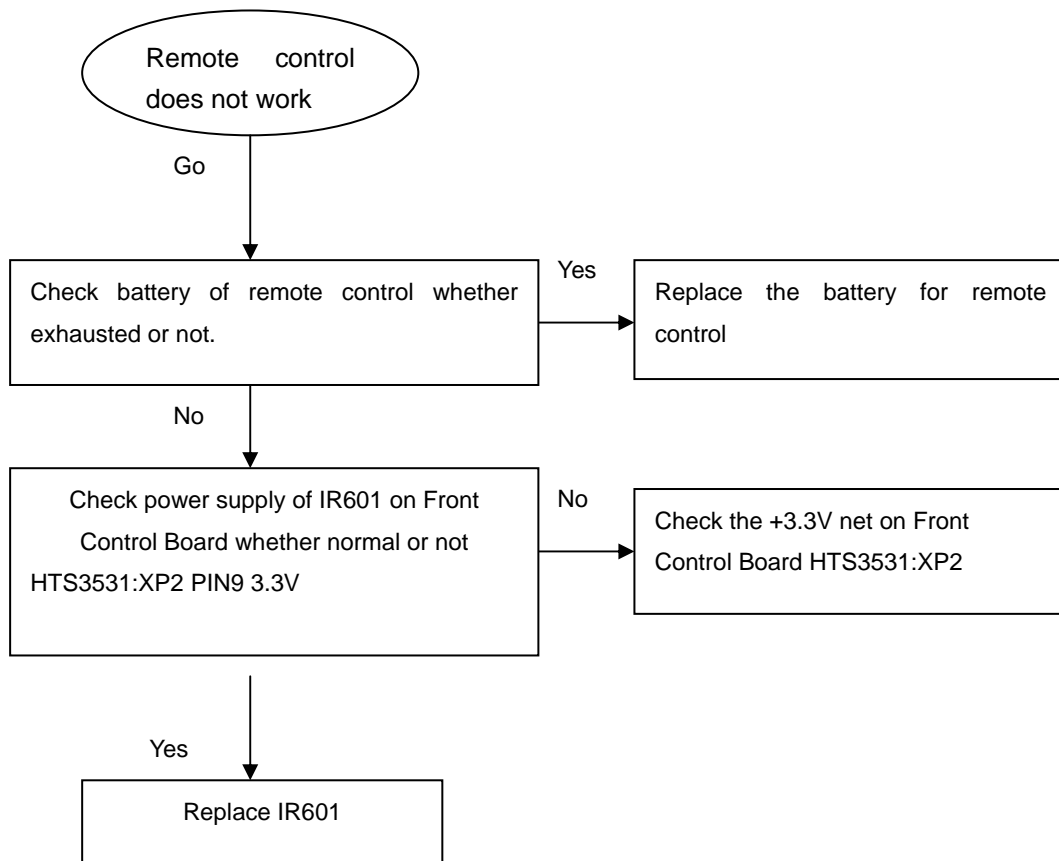 Remote control
does not work
Go
Check battery of remote control whether
exhausted or not.
Yes
Replace the battery for remote
control
No
Check power supply of IR601 on Front
Control Board whether normal or not
HTS3531:XP2 PIN9 3.3V
No
Check the +3.3V net on Front
Control Board HTS3531:XP2
Yes
Replace IR601